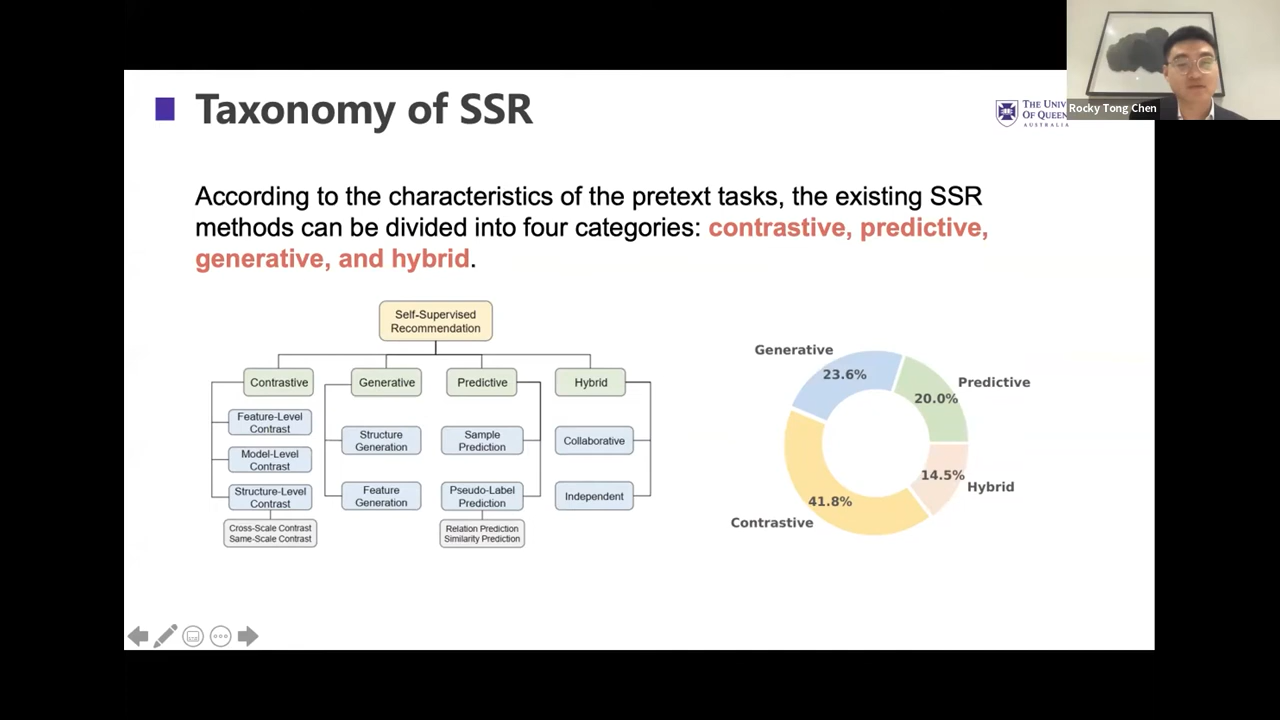 Taxonomy of SSR
THE UNIV
OF QUEEN
AUSTRALIA
Rocky Tong Chen
According to the characteristics of the pretext tasks, the existing SSR
methods can be divided into four categories: contrastive, predictive,
generative, and hybrid.
Self-Supervised
Recommendation
Contrastive
Generative
Predictive
Hybrid
Feature-Level
Contrast
Model-Level
Contrast
Structure-Level
Contrast
Cross-Scale Contrast
Same-Scale Contrast
Structure
Generation
Feature
Generation
Sample
Prediction
Pseudo-Label
Prediction
Relation Prediction
Similarity Prediction
Collaborative
Independent
Generative
23.6%
Predictive
20.0%
14.5%
Hybrid
41.8%
Contrastive